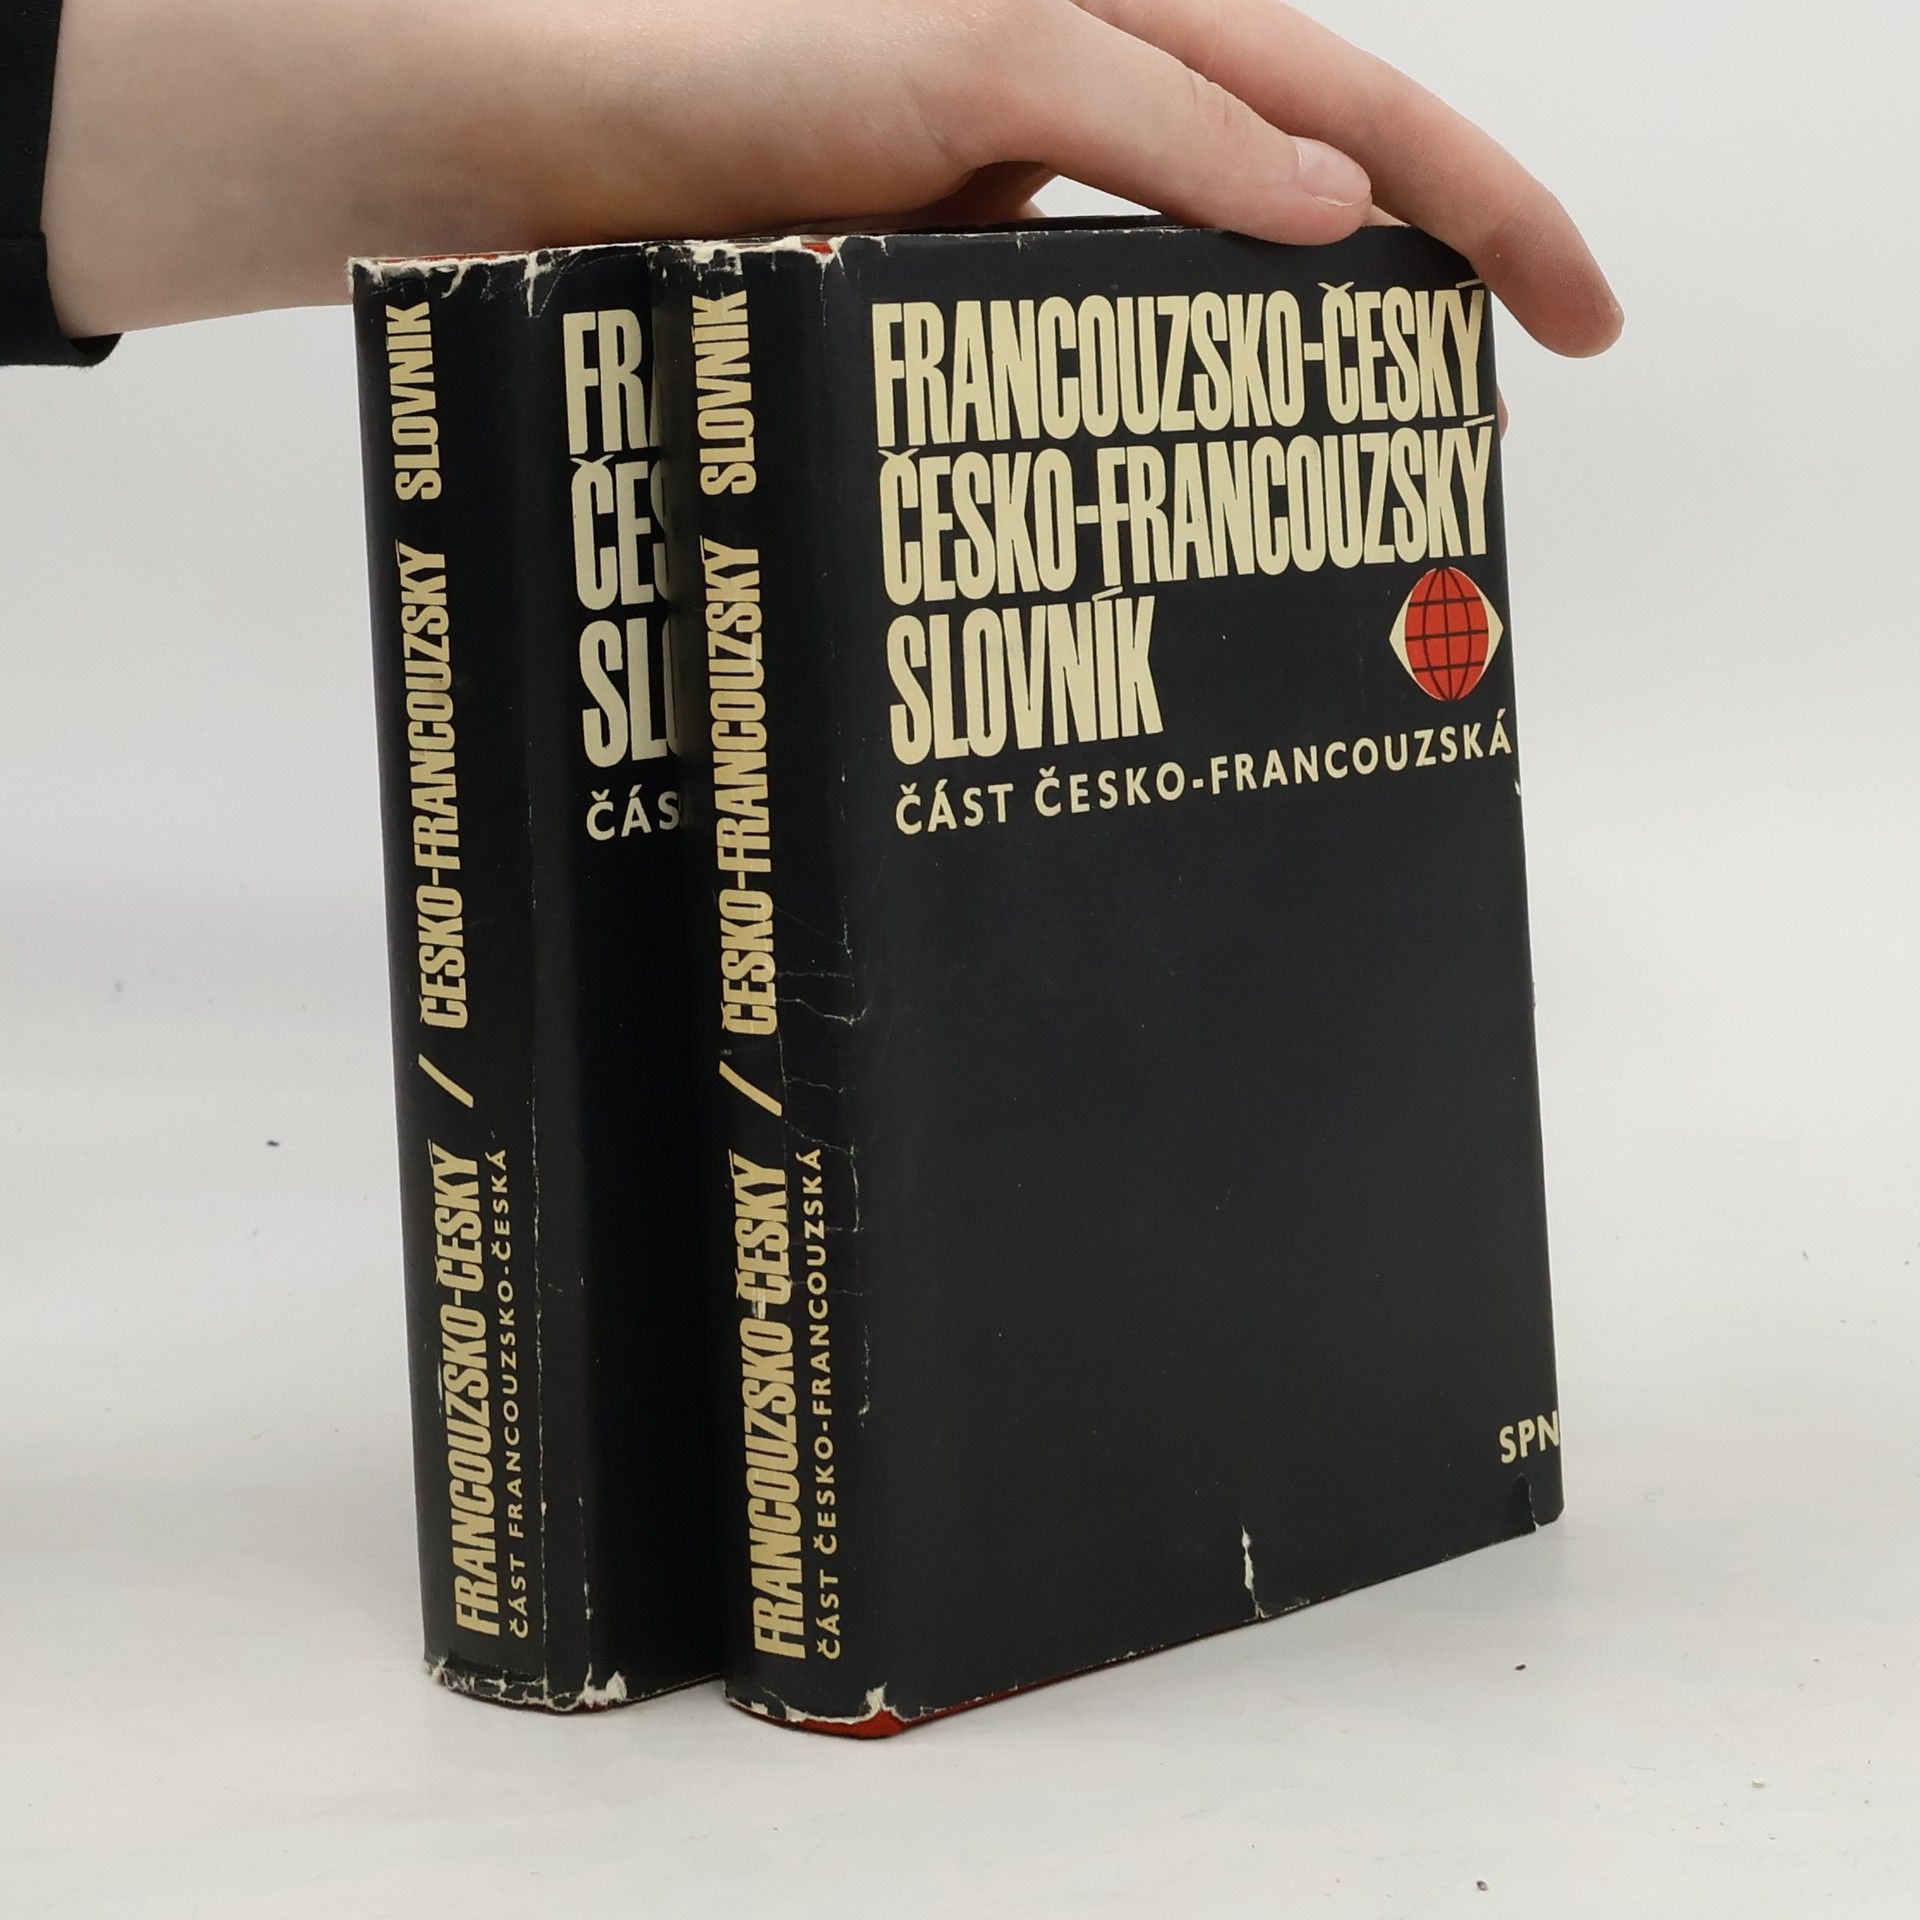 FRANCOUZSKO-ČESKÝ / ČESKO-FRANCOUZSKÝ SLOVNÍK
ČÁST FRANCOUZSKO-ČESKÁ
FRANCOUZSKO-ČESKÝ / ČESKO-FRANCOUZSKÝ SLOVNÍK
ČÁST ČESKO-FRANCOUZSKÁ
FRANCOUZSKO-ČESKÝ
ČESKO-FRANCOUZSKÝ
SLOVNÍK
ČÁST ČESKO-FRANCOUZSKÁ
SPN